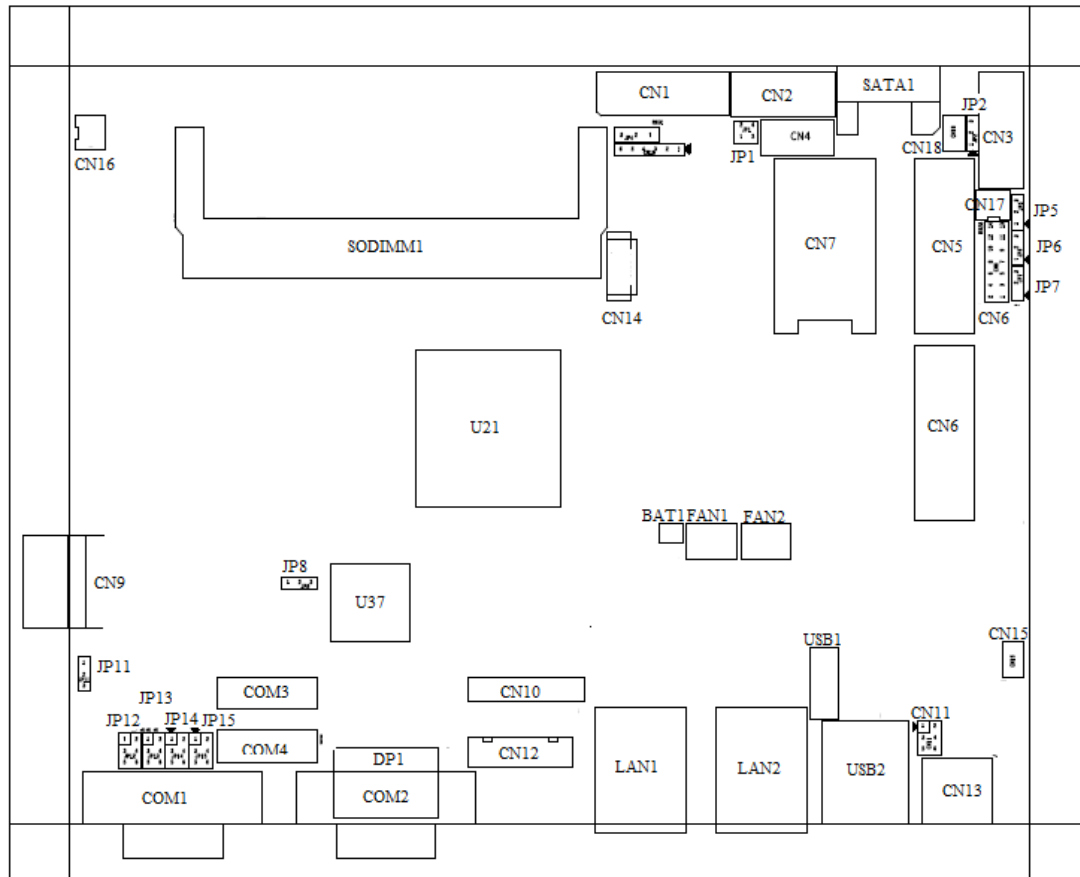 CN1
CN2
SATA1
JP2
CN3
CN4
JP1
CN18
CN16
CN17
JP5
SODIMM1
CN7
CN5
JP6
JP7
CN14
CN6
U21
CN6
BAT1
FAN1
FAN2
JP8
CN9
U37
USB1
CN15
JP11
COM3
CN10
JP13
JP12
JP14
JP15
CN11
COM4
DP1
CN12
LAN1
LAN2
USB2
COM1
COM2
CN13